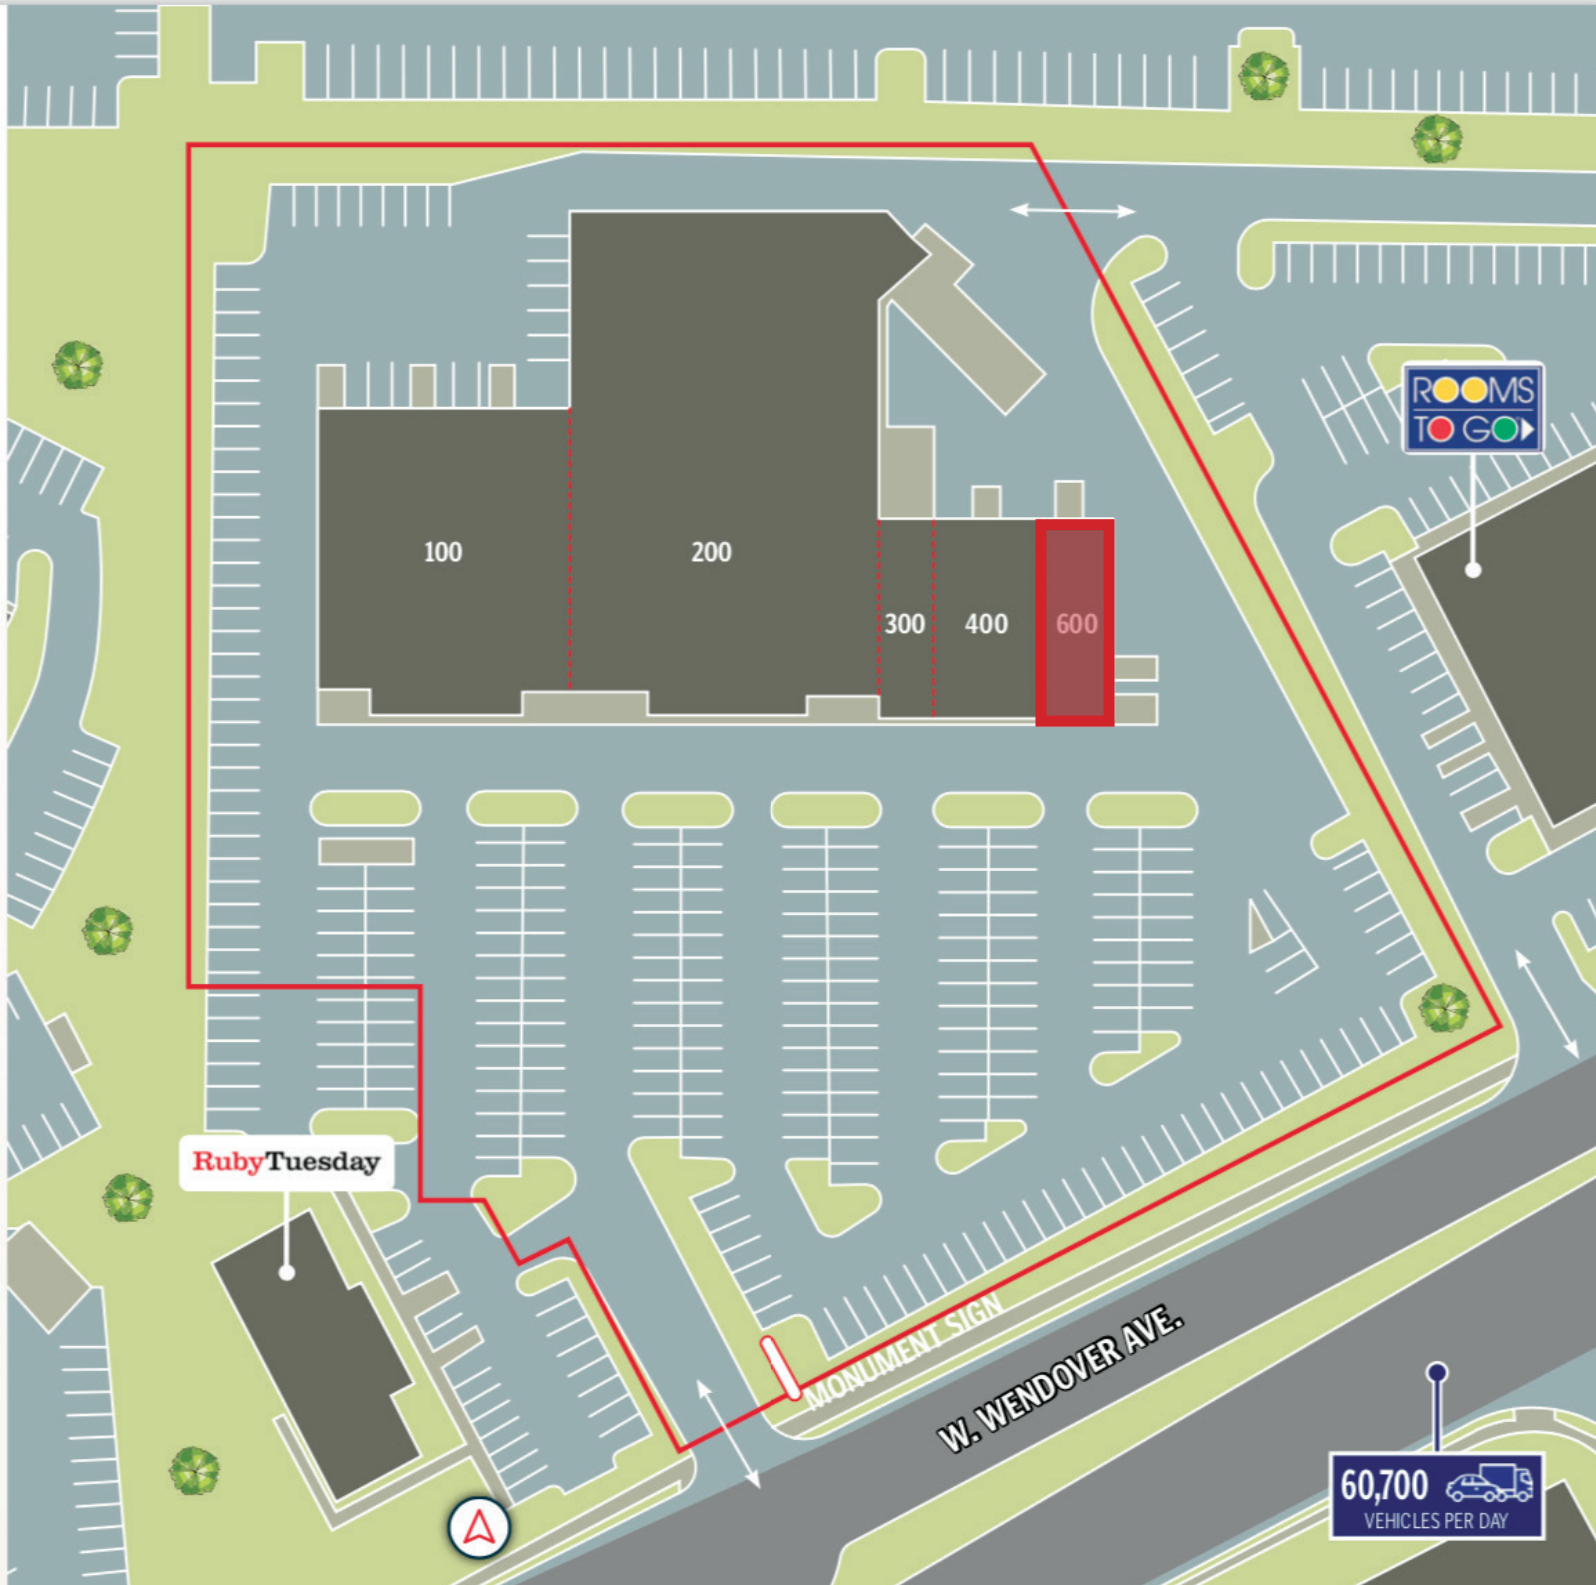 ROOMS
TO GO
100
200
300
400
600
RubyTuesday
MONUMENT SIGN
W. WENDOVER AVE.
60,700
VEHICLES PER DAY